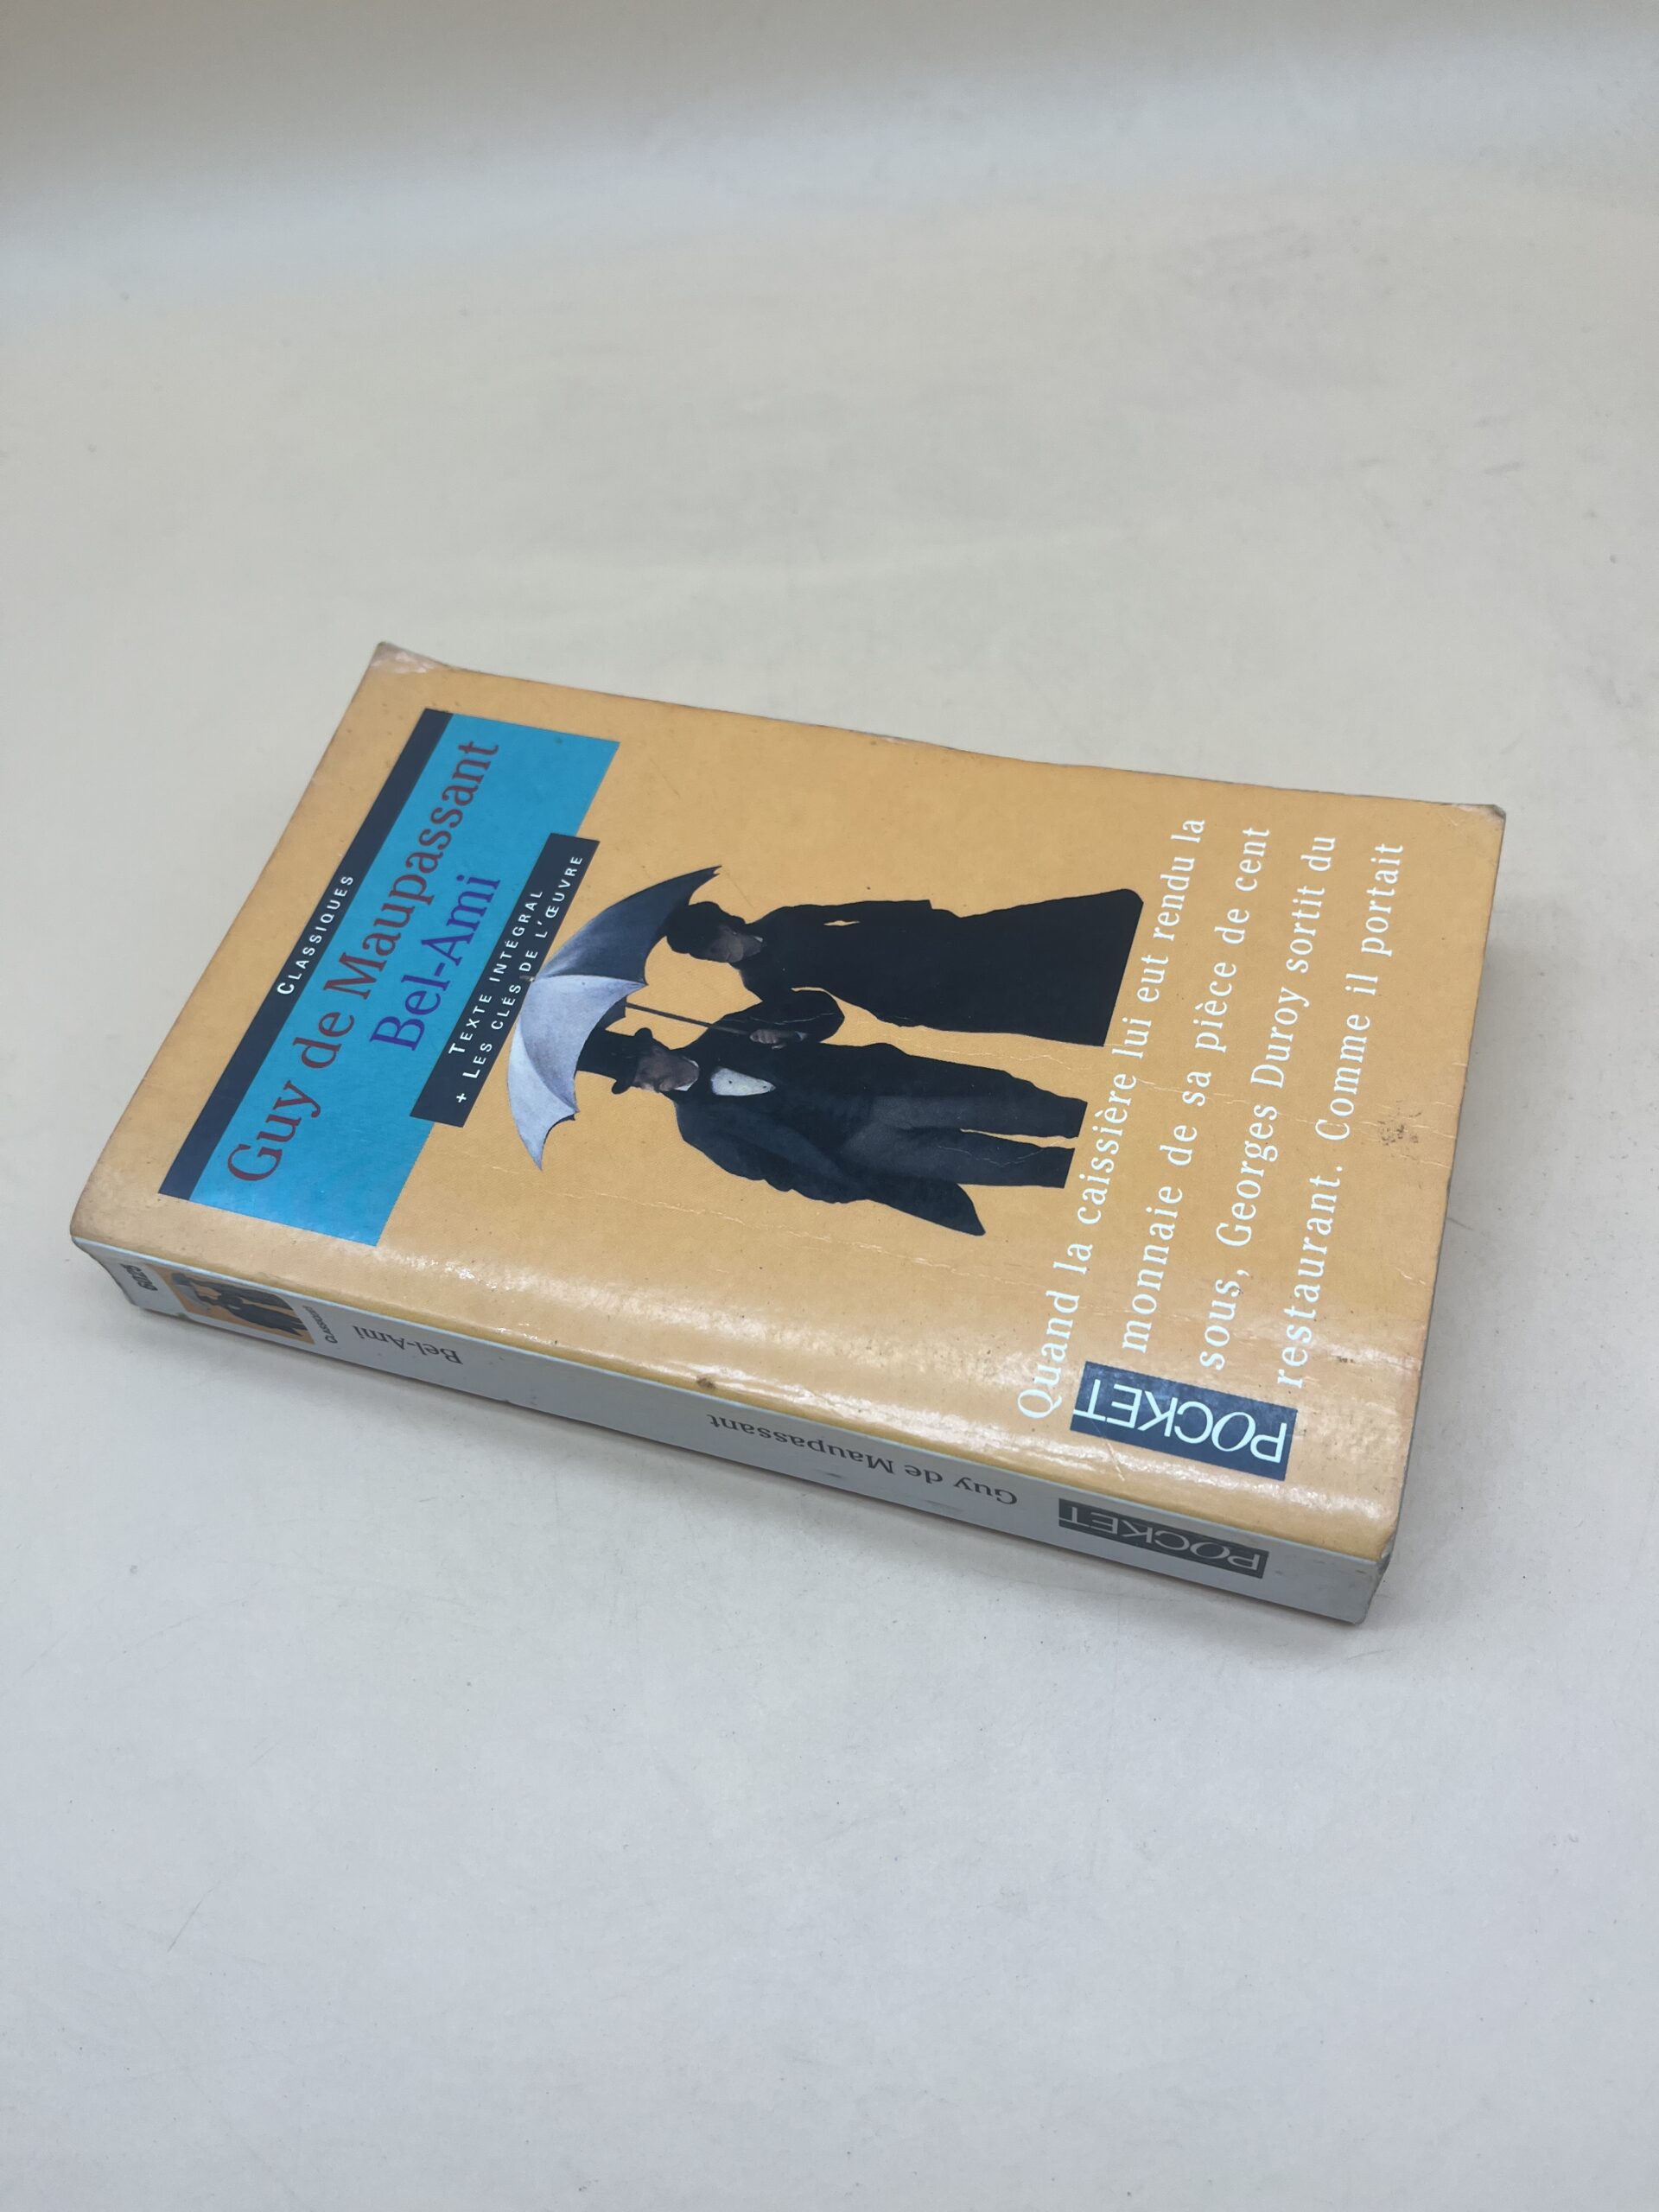 CLASSIQUES
Guy de Maupassant
Bel-Ami
TEXTE INTÉGRAL
+ LES CLÉS DE L'ŒUVRE
Quand la caissière lui eut rendu la
monnaie de sa pièce de cent
sous, Georges Duroy sortit du
restaurant. Comme il portait
POCKET
CLASSIQUES
Bel-Ami
Guy de Maupassant
POCKET